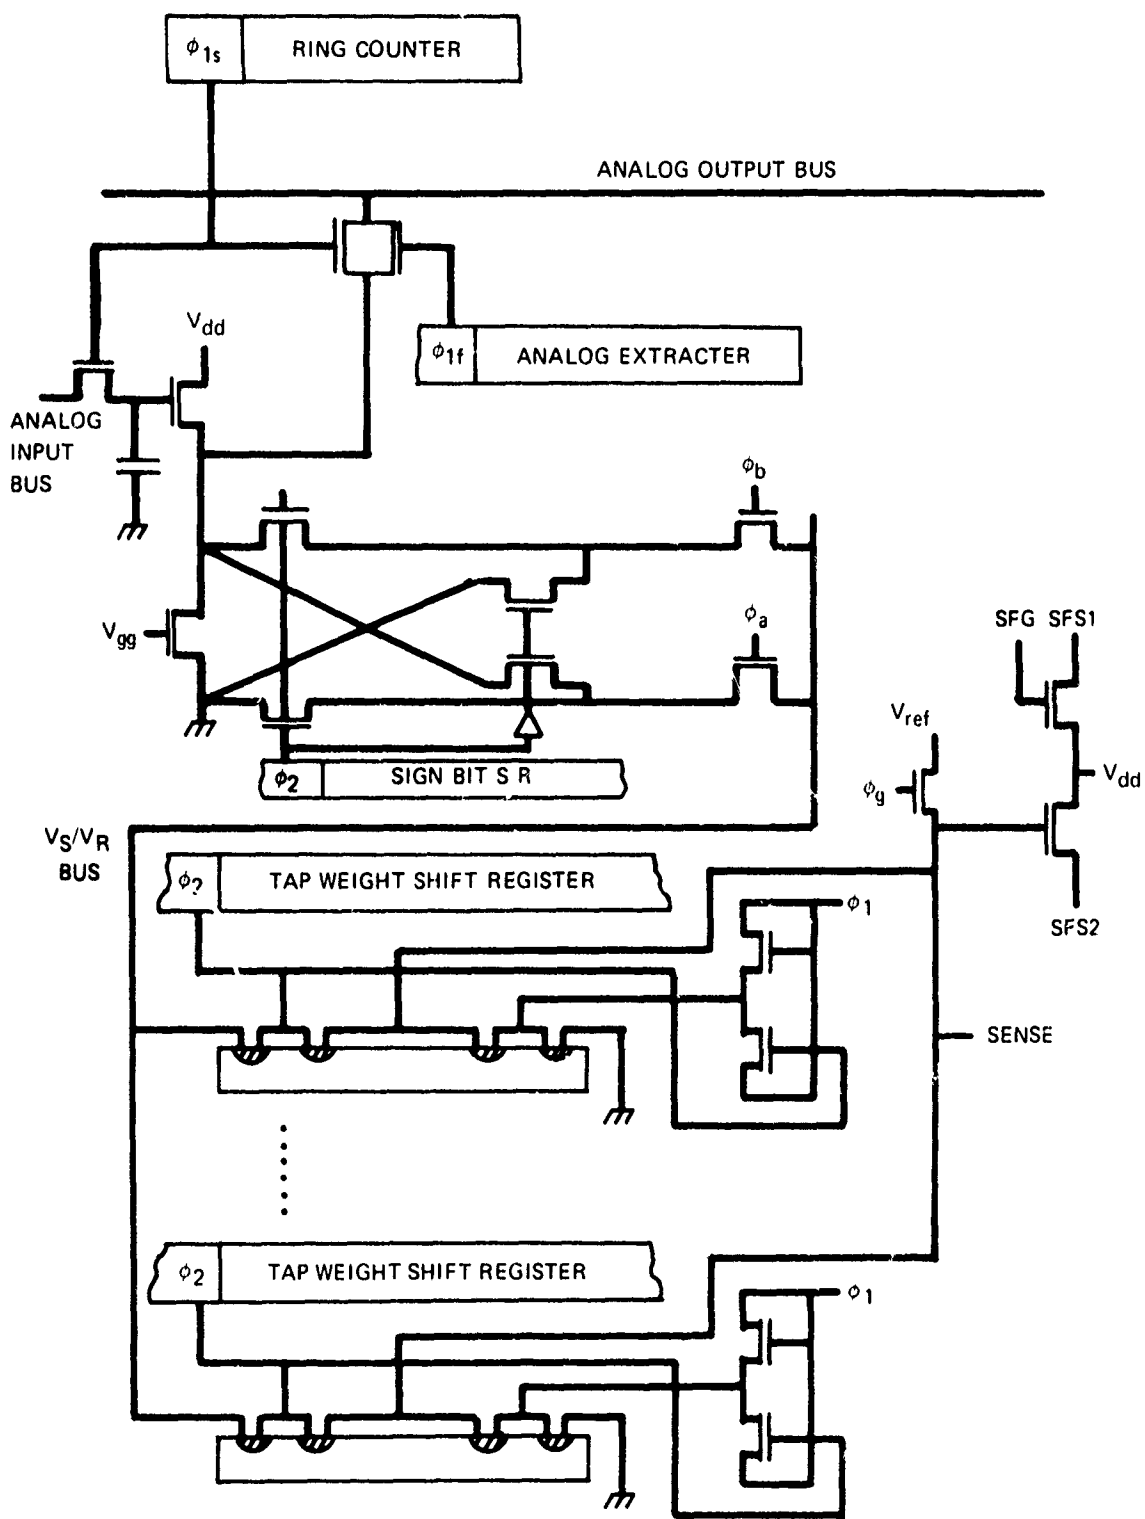 ϕ1s RING COUNTER
ANALOG OUTPUT BUS
Vdd
ϕ1f ANALOG EXTRACTER
ANALOG
INPUT
BUS
ϕb
Vgg
ϕa
SFG SFS1
Vref
ϕ2 SIGN BIT S R
Vdd
ϕg
VS/VR
BUS
ϕ2 TAP WEIGHT SHIFT REGISTER
ϕ1
SFS2
SENSE
ϕ2 TAP WEIGHT SHIFT REGISTER
ϕ1